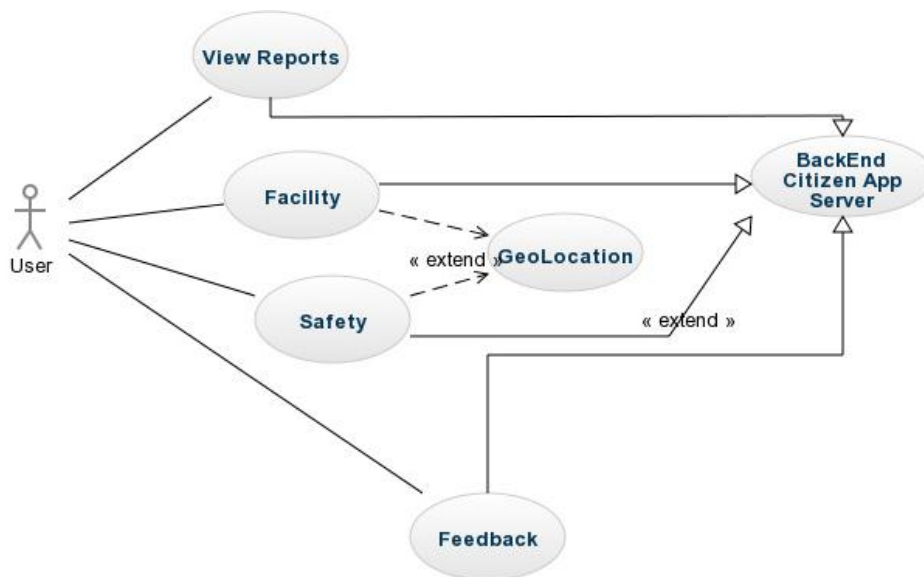 View Reports
BackEnd
Citizen App
Server
Facility
User
« extend »
GeoLocation
Safety
« extend »
Feedback